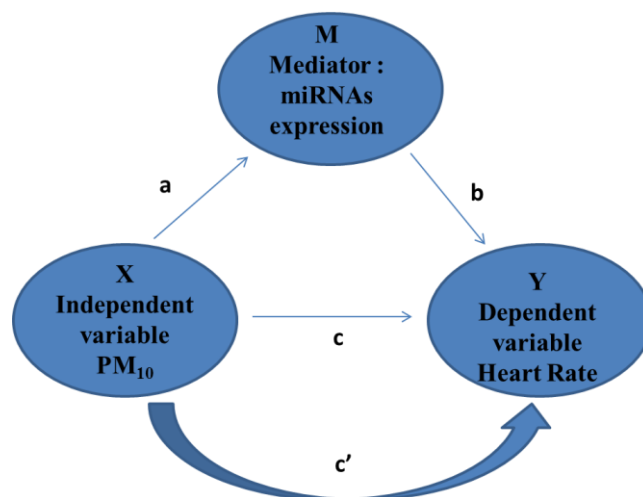 M
Mediator :
miRNAs
expression
a
b
X
Independent
variable
PM₁₀
c
Y
Dependent
variable
Heart Rate
c’